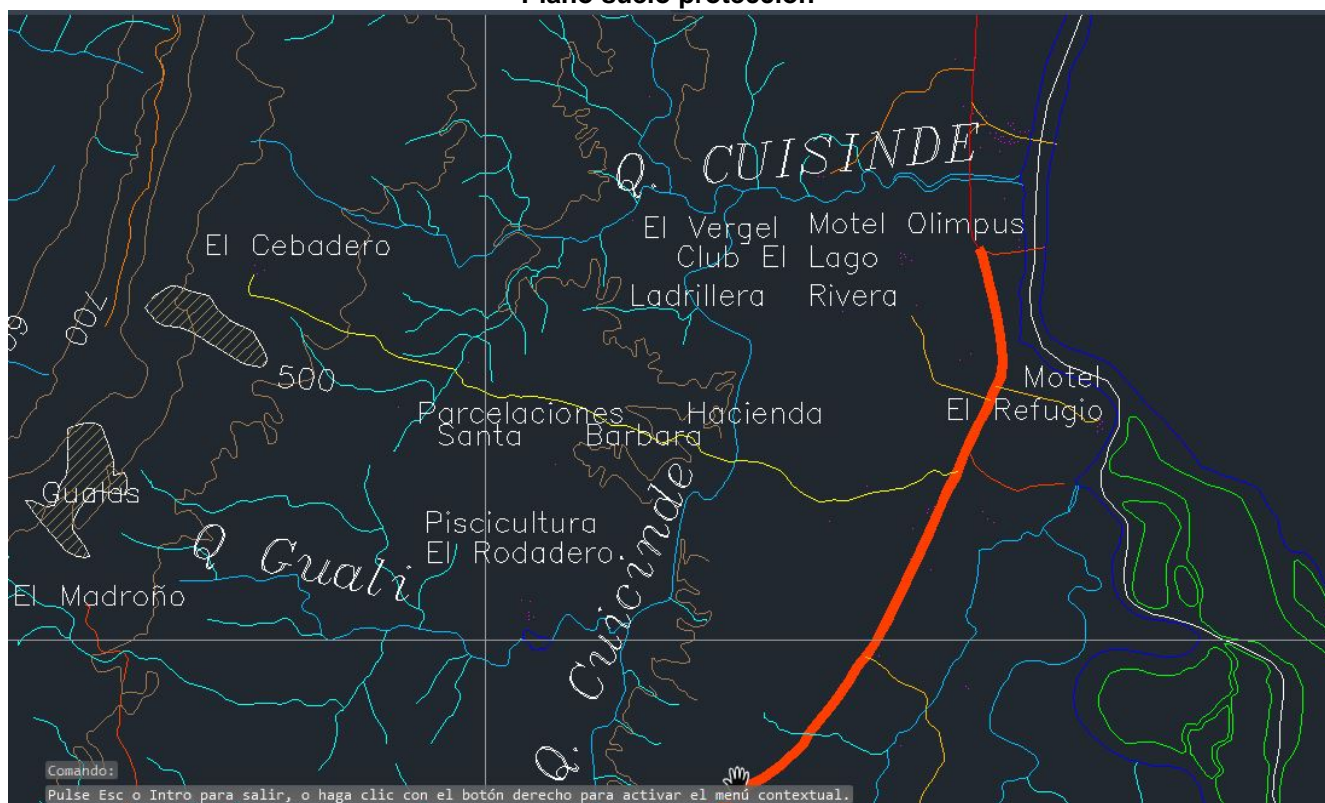 Plano suelo protección
Q. CUISINDE
El Vergel
Motel Olimpus
El Cebadero
Club El Lago
Ladrillera Rivera
700
500
Motel
El Refugio
Parcelaciones
Santa Barbara
Hacienda
Gualas
Piscicultura
El Rodadero
Q Guali
Q. Cuicinde
El Madroño
Comando:
Pulse Esc o Intro para salir, o haga clic con el botón derecho para activar el menú contextual.